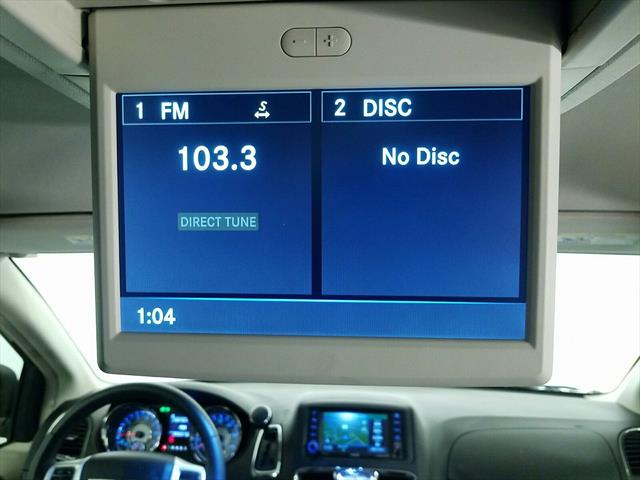 1 FM S
103.3
DIRECT TUNE
2 DISC
No Disc
1:04